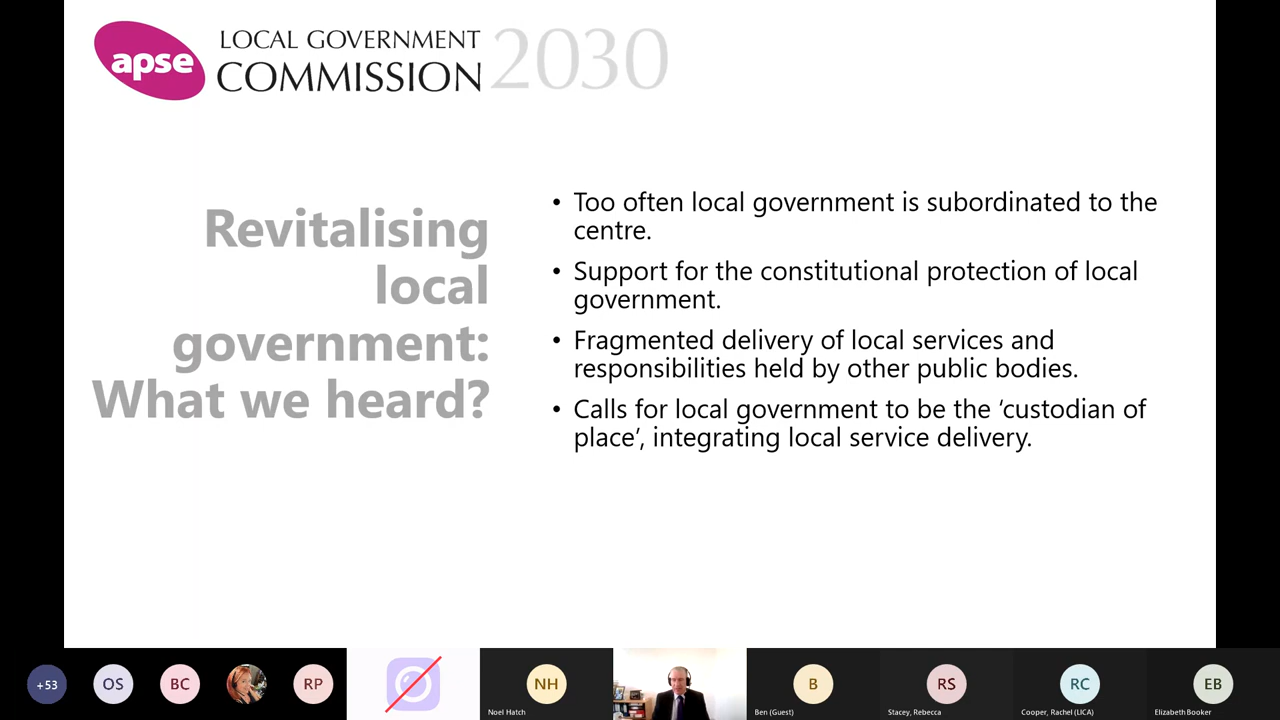 apse
LOCAL GOVERNMENT
COMMISSION 2030
Revitalising
local
government:
What we heard?
• Too often local government is subordinated to the
centre.
• Support for the constitutional protection of local
government.
• Fragmented delivery of local services and
responsibilities held by other public bodies.
• Calls for local government to be the ‘custodian of
place’, integrating local service delivery.
+53
OS
BC
RP
NH
Noel Hatch
B
Ben (Guest)
RS
Stacey, Rebecca
RC
Cooper, Rachel (LICA)
EB
Elizabeth Booker